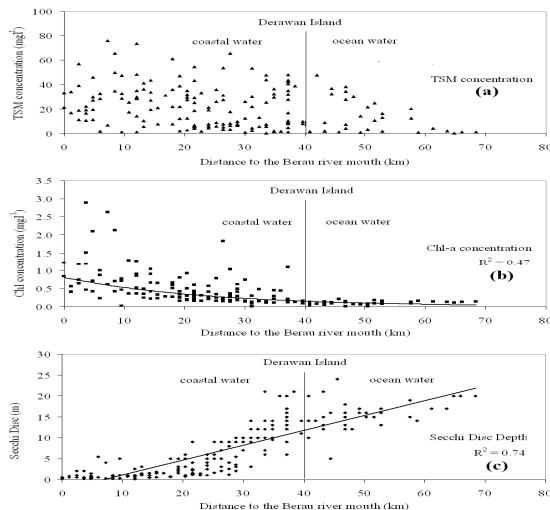 Derawan Island
100
80
60
40
20
0
TSM concentration (mgl¹)
coastal water
ocean water
TSM concentration
(a)
0 10 20 30 40 50 60 70 80
Distance to the Berau river mouth (km)
Derawan Island
3.5
3.0
2.5
2.0
1.5
1.0
0.5
0.0
Chl concentration (mgl¹)
coastal water
ocean water
Chl-a concentration
R² = 0.47
(b)
0 10 20 30 40 50 60 70 80
Distance to the Berau river mouth (km)
Derawan Island
30
25
20
15
10
5
0
Secchi Disc (m)
coastal water
ocean water
Secchi Disc Depth
R² = 0.74
(c)
0 10 20 30 40 50 60 70 80
Distance to the Berau river mouth (km)